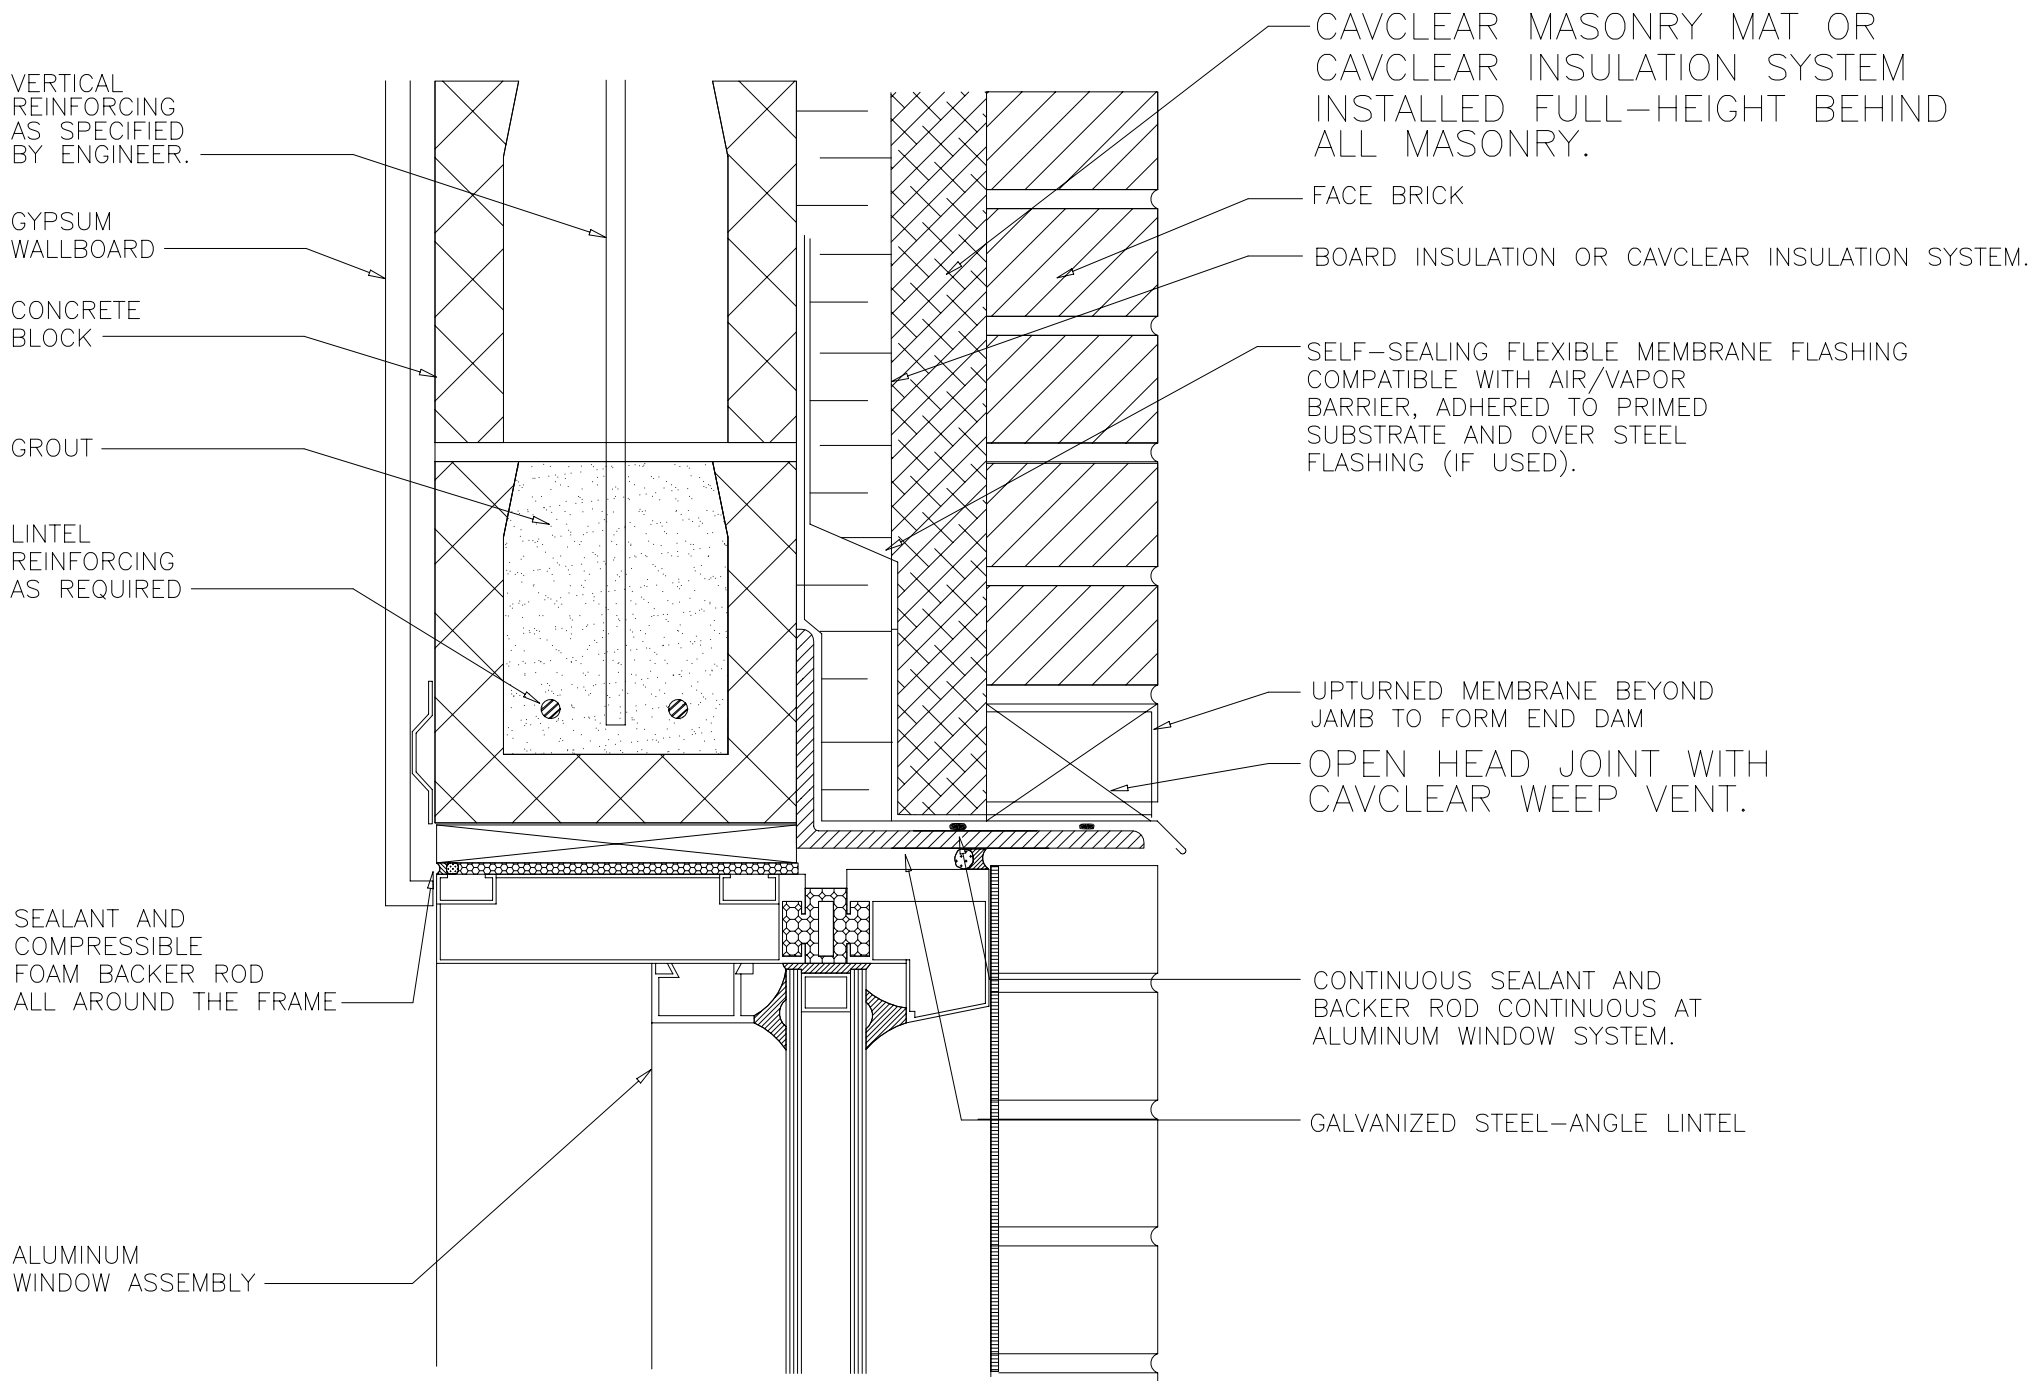 VERTICAL
REINFORCING
AS SPECIFIED
BY ENGINEER.
GYPSUM
WALLBOARD
CONCRETE
BLOCK
GROUT
LINTEL
REINFORCING
AS REQUIRED
SEALANT AND
COMPRESSIBLE
FOAM BACKER ROD
ALL AROUND THE FRAME
ALUMINUM
WINDOW ASSEMBLY
CAVCLEAR MASONRY MAT OR
CAVCLEAR INSULATION SYSTEM
INSTALLED FULL-HEIGHT BEHIND
ALL MASONRY.
FACE BRICK
BOARD INSULATION OR CAVCLEAR INSULATION SYSTEM.
SELF-SEALING FLEXIBLE MEMBRANE FLASHING
COMPATIBLE WITH AIR/VAPOR
BARRIER, ADHERED TO PRIMED
SUBSTRATE AND OVER STEEL
FLASHING (IF USED).
UPTURNED MEMBRANE BEYOND
JAMB TO FORM END DAM
OPEN HEAD JOINT WITH
CAVCLEAR WEEP VENT.
CONTINUOUS SEALANT AND
BACKER ROD CONTINUOUS AT
ALUMINUM WINDOW SYSTEM.
GALVANIZED STEEL-ANGLE LINTEL